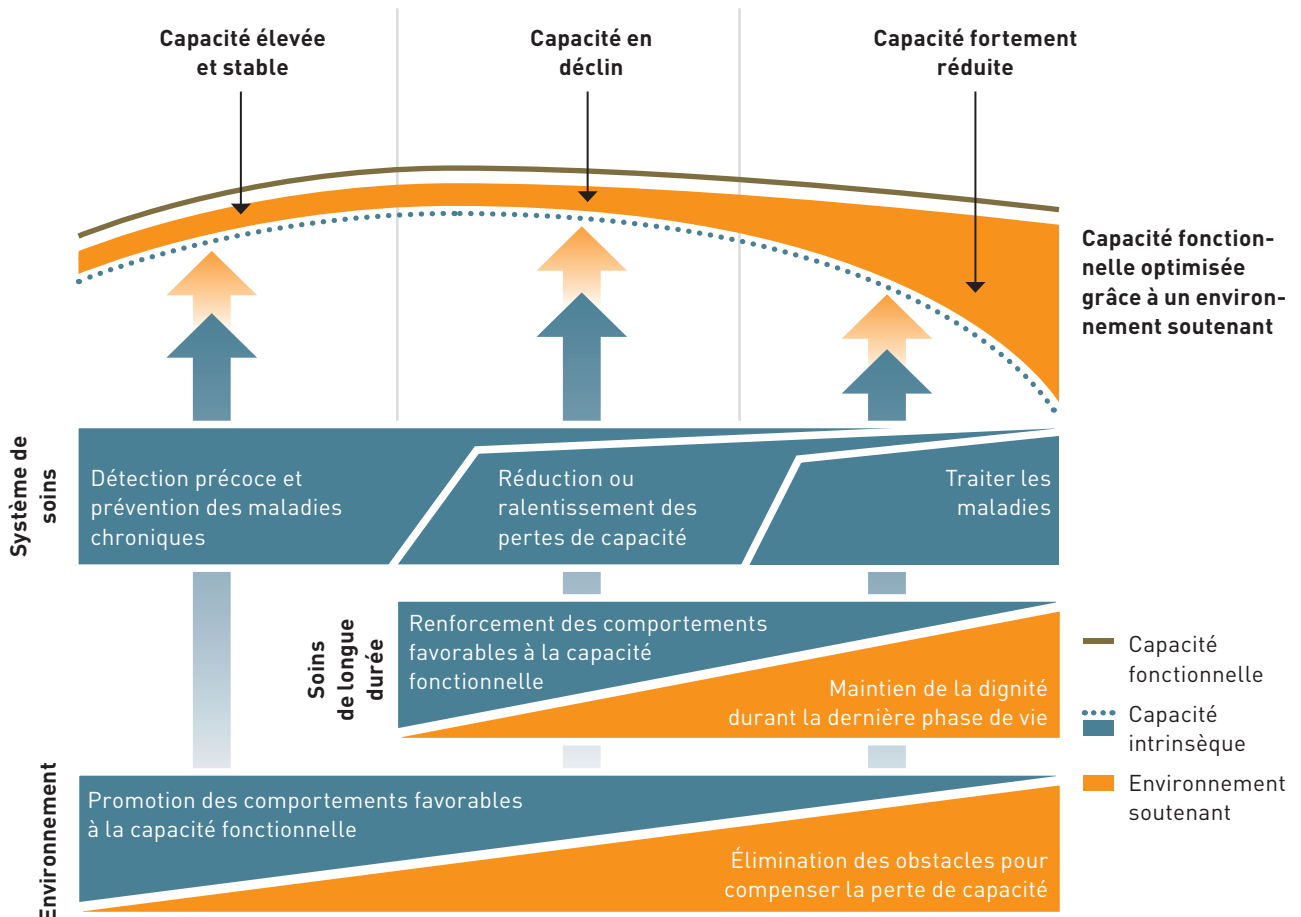 Capacité élevée
et stable
Capacité en
déclin
Capacité fortement
réduite
Capacité fonction-
nelle optimisée
grâce à un environ-
nement soutenant
Système de
soins
Détection précoce et
prévention des maladies
chroniques
Réduction ou
ralentissement des
pertes de capacité
Traiter les
maladies
Soins
de longue
durée
Renforcement des comportements
favorables à la capacité
fonctionnelle
Maintien de la dignité
durant la dernière phase de vie
Capacité
fonctionnelle
Capacité
intrinsèque
Environnement
soutenant
Environnement
Promotion des comportements favorables
à la capacité fonctionnelle
Élimination des obstacles pour
compenser la perte de capacité